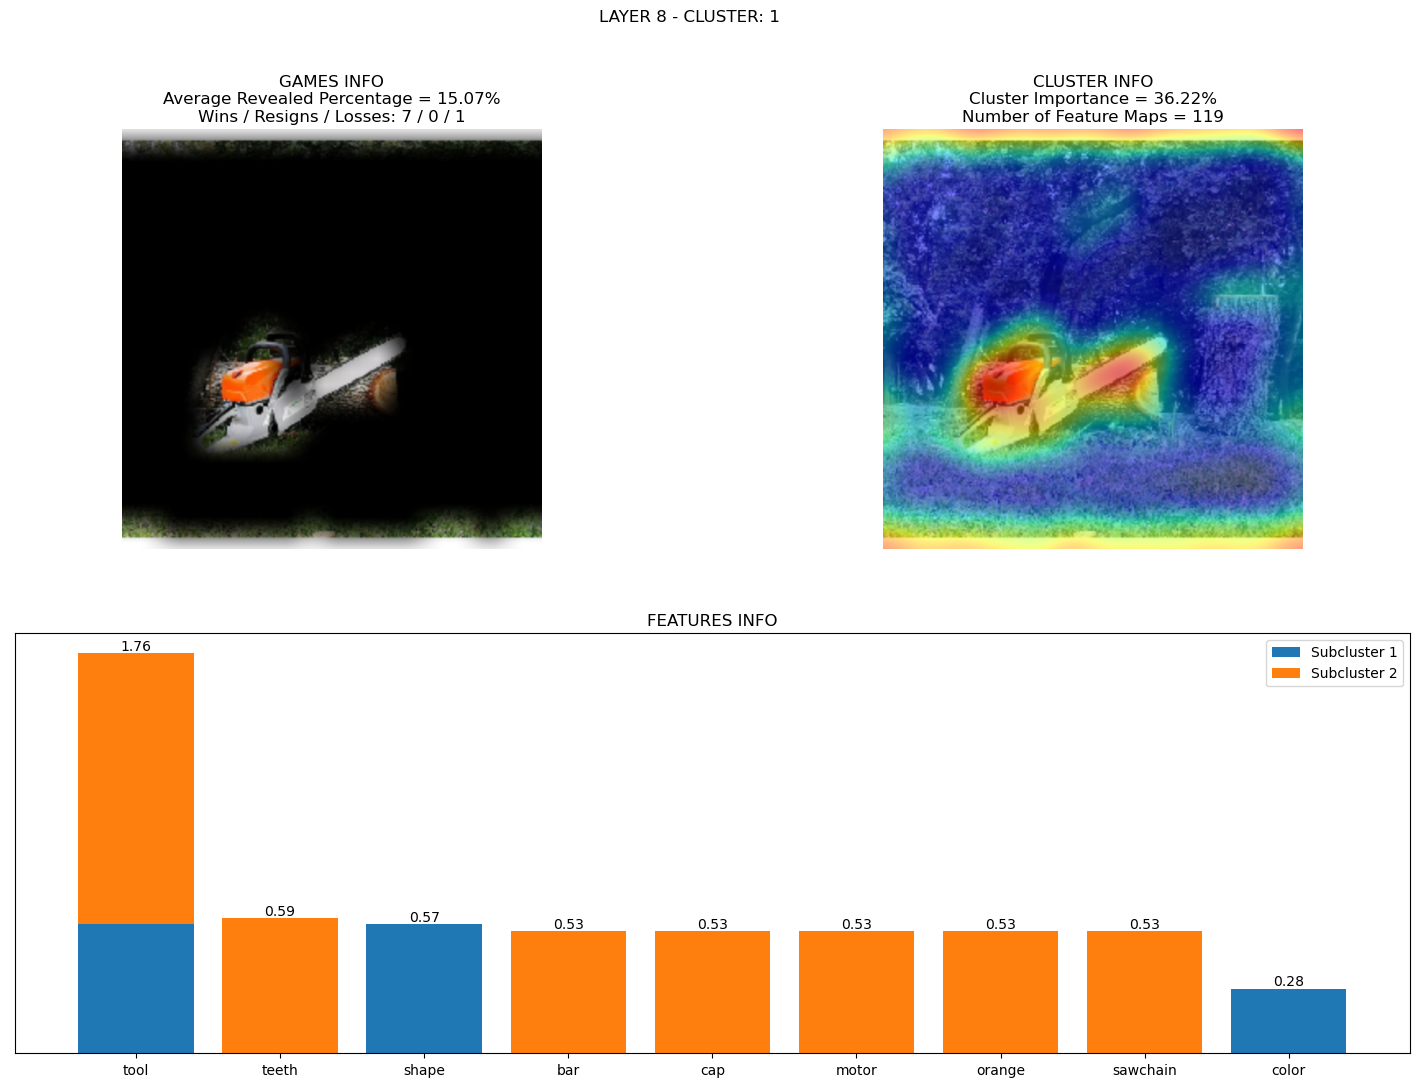 LAYER 8 - CLUSTER: 1
GAMES INFO
Average Revealed Percentage = 15.07%
Wins / Resigns / Losses: 7 / 0 / 1
CLUSTER INFO
Cluster Importance = 36.22%
Number of Feature Maps = 119
FEATURES INFO
1.76
0.59
0.57
0.53
0.53
0.53
0.53
0.53
0.28
Subcluster 1
Subcluster 2
tool
teeth
shape
bar
cap
motor
orange
sawchain
color